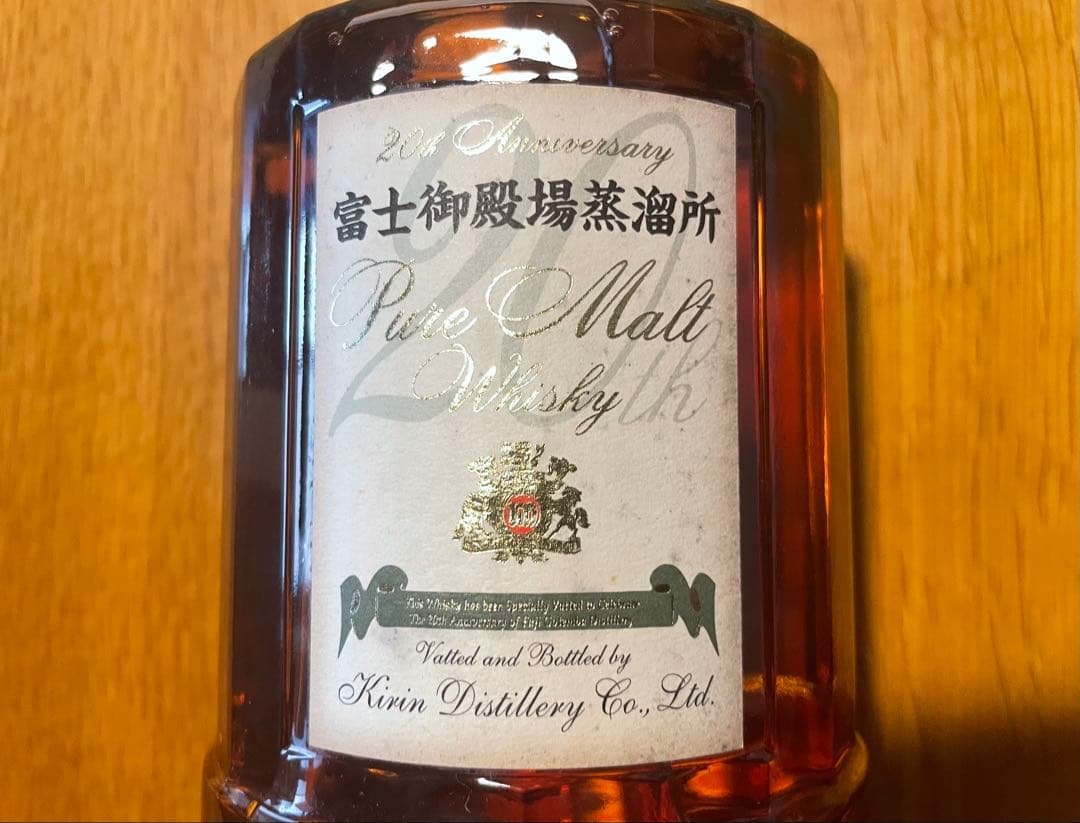 20th Anniversary
富士御殿場蒸溜所
Pure Malt
Whisky
20th
This Whisky has been Specially Vatted to Celebrate
The 20th Anniversary of Fuji Gotemba Distillery
Vatted and Bottled by
Kirin Distillery Co., Ltd.